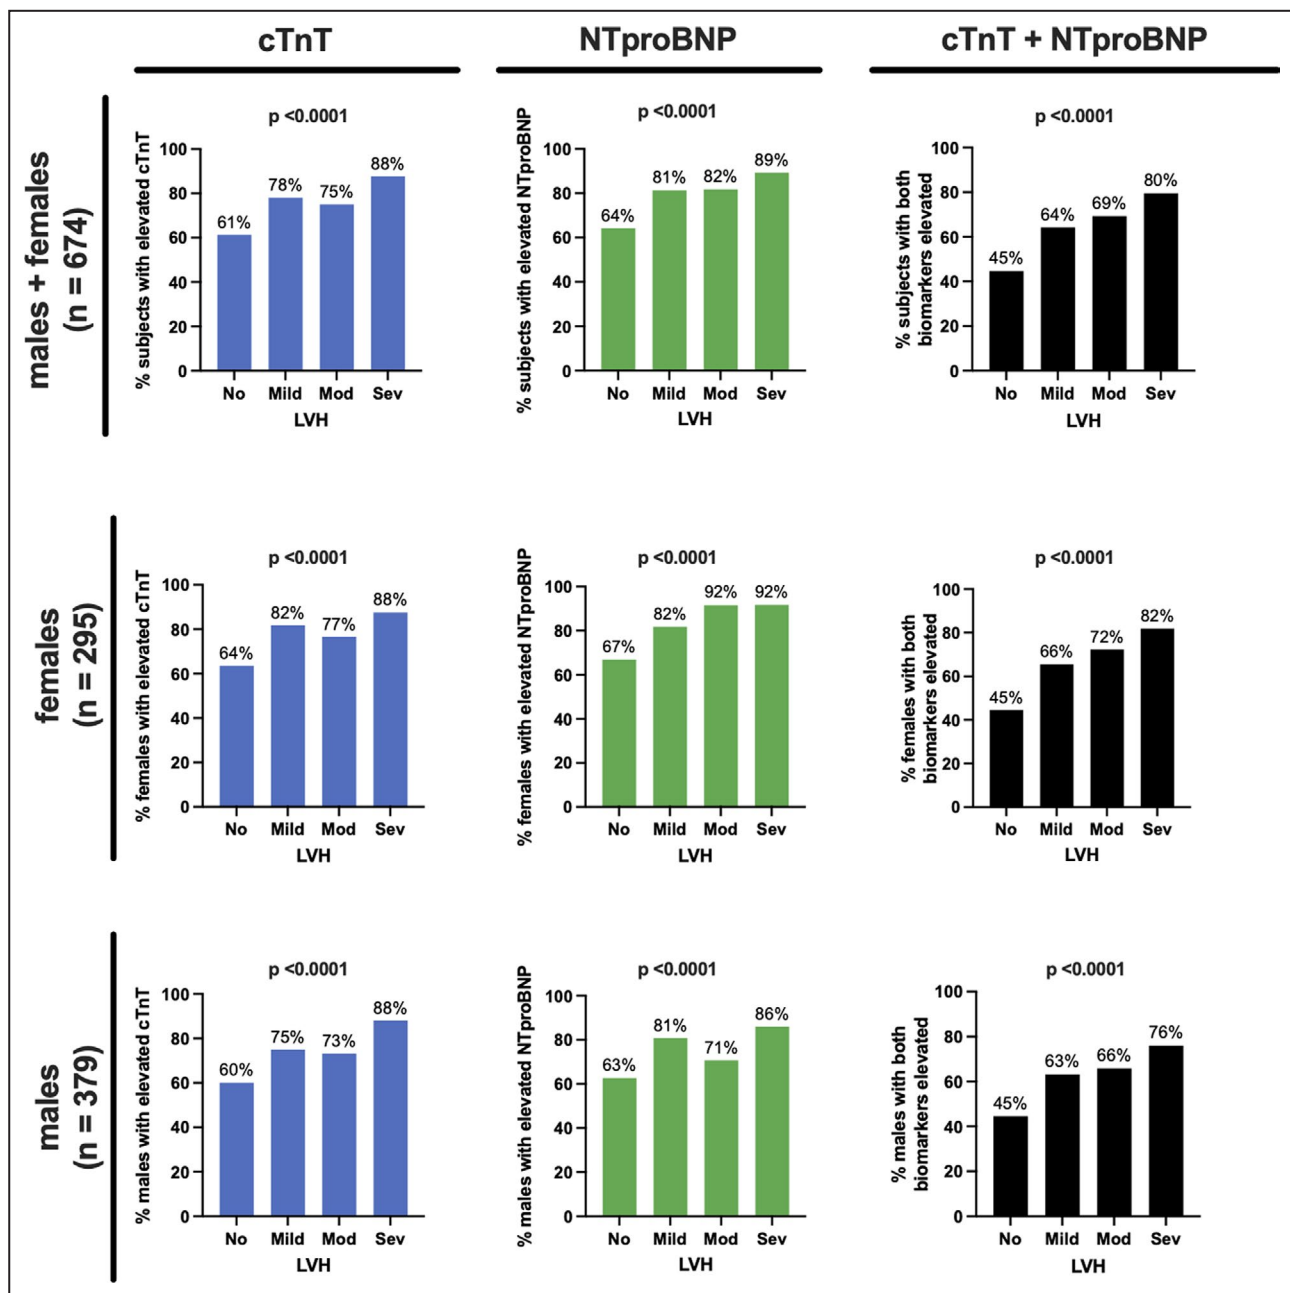 cTnT
NTproBNP
cTnT + NTproBNP
males + females
(n = 674)
p <0.0001
% subjects with elevated cTnT
100
80
60
40
20
0
61%
78%
75%
88%
No Mild Mod Sev
LVH
p <0.0001
% subjects with elevated NTproBNP
100
80
60
40
20
0
64%
81%
82%
89%
No Mild Mod Sev
LVH
p <0.0001
% subjects with both
biomarkers elevated
100
80
60
40
20
0
45%
64%
69%
80%
No Mild Mod Sev
LVH
females
(n = 295)
p <0.0001
% females with elevated cTnT
100
80
60
40
20
0
64%
82%
77%
88%
No Mild Mod Sev
LVH
p <0.0001
% females with elevated NTproBNP
100
80
60
40
20
0
67%
82%
92%
92%
No Mild Mod Sev
LVH
p <0.0001
% females with both
biomarkers elevated
100
80
60
40
20
0
45%
66%
72%
82%
No Mild Mod Sev
LVH
males
(n = 379)
p <0.0001
% males with elevated cTnT
100
80
60
40
20
0
60%
75%
73%
88%
No Mild Mod Sev
LVH
p <0.0001
% males with elevated NTproBNP
100
80
60
40
20
0
63%
81%
71%
86%
No Mild Mod Sev
LVH
p <0.0001
% males with both
biomarkers elevated
100
80
60
40
20
0
45%
63%
66%
76%
No Mild Mod Sev
LVH